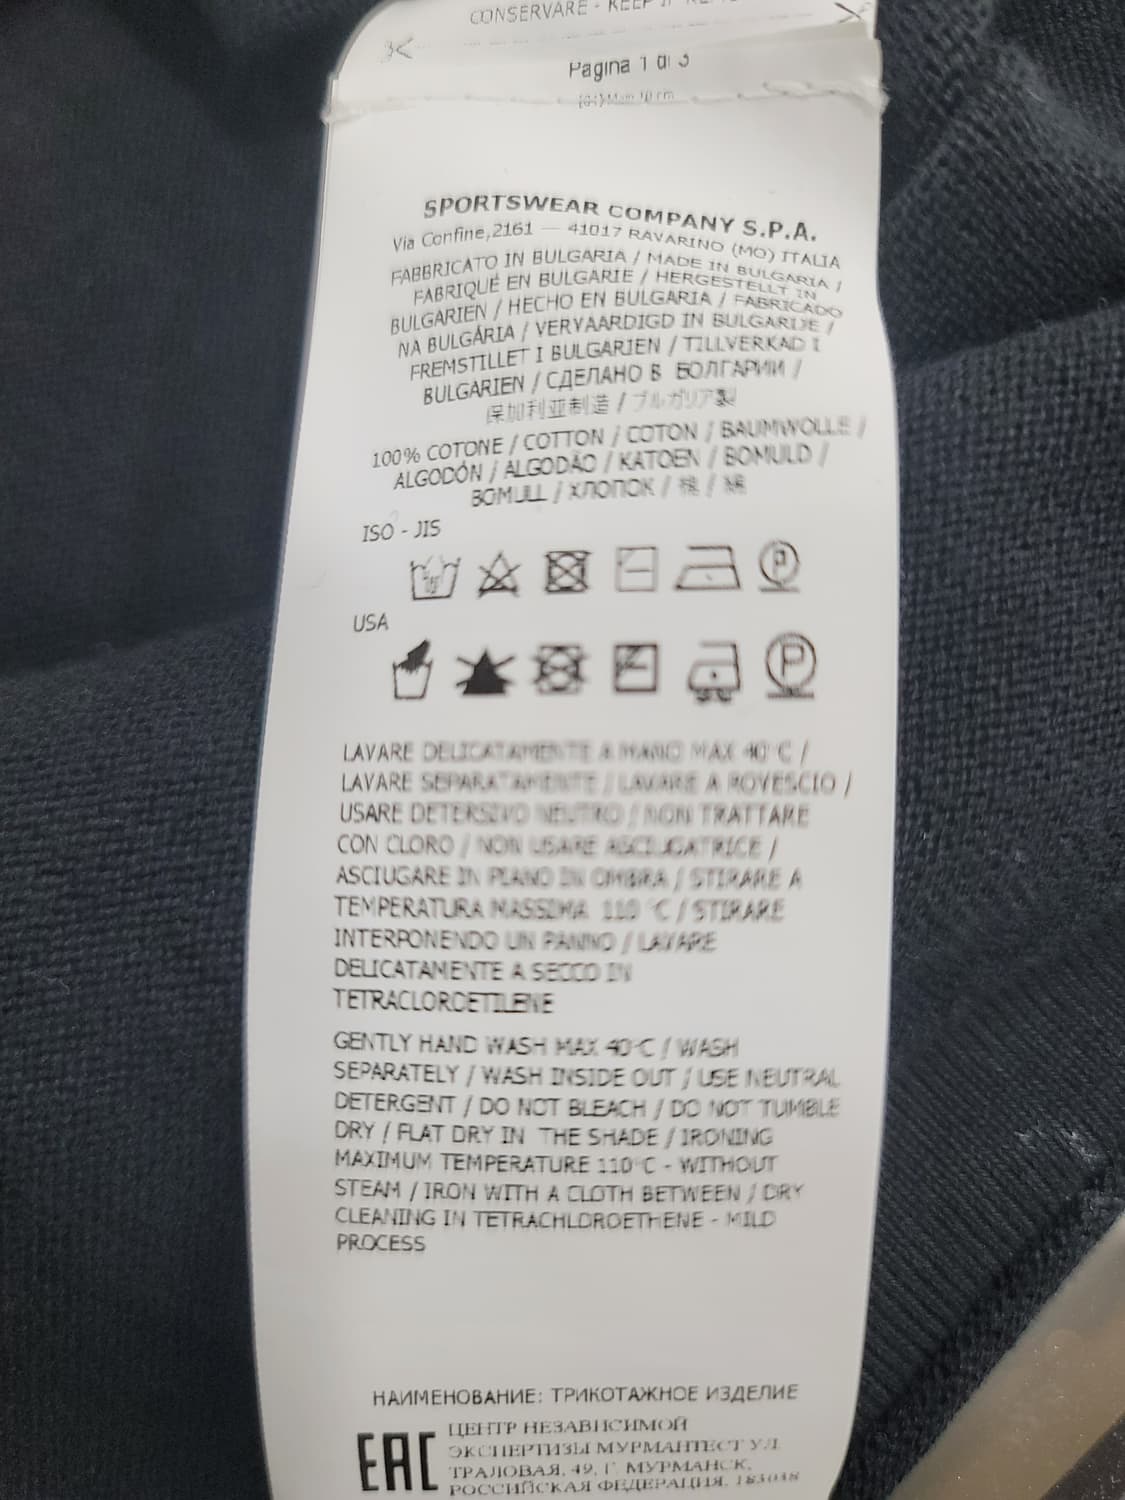 CONSERVARE - KEEP
Pagina 1 di 3
SPORTSWEAR COMPANY S.P.A.
Via Confine,2161 — 41017 RAVARINO (MO) ITALIA
FABBRICATO IN BULGARIA / MADE IN BULGARIA /
FABRIQUÉ EN BULGARIE / HERGESTELLT IN
BULGARIEN / HECHO EN BULGARIA / FABRICADO
NA BULGÁRIA / VERVAARDIGD IN BULGARIJE /
FREMSTILLET I BULGARIEN / TILLVERKAD I
BULGARIEN / СДЕЛАНО В БОЛГАРИИ /
保加利亚制造 / ブルガリア製
100% COTONE / COTTON / COTON / BAUMWOLLE /
ALGODÓN / ALGODÃO / KATOEN / BOMULD /
BOMULL / ХЛОПОК / 棉 / 綿
ISO - JIS
P
USA
P
LAVARE DELICATAMENTE A MANO MAX 40°C /
LAVARE SEPARATAMENTE / LAVARE A ROVESCIO /
USARE DETERSIVO NEUTRO / NON TRATTARE
CON CLORO / NON USARE ASCIUGATRICE /
ASCIUGARE IN PIANO IN OMBRA / STIRARE A
TEMPERATURA MASSIMA 110°C / STIRARE
INTERPONENDO UN PANNO / LAVARE
DELICATAMENTE A SECCO IN
TETRACLOROETILENE
GENTLY HAND WASH MAX 40°C / WASH
SEPARATELY / WASH INSIDE OUT / USE NEUTRAL
DETERGENT / DO NOT BLEACH / DO NOT TUMBLE
DRY / FLAT DRY IN THE SHADE / IRONING
MAXIMUM TEMPERATURE 110°C - WITHOUT
STEAM / IRON WITH A CLOTH BETWEEN / DRY
CLEANING IN TETRACHLOROETHENE - MILD
PROCESS
НАИМЕНОВАНИЕ: ТРИКОТАЖНОЕ ИЗДЕЛИЕ
EAC
ЦЕНТР НЕЗАВИСИМОЙ
ЭКСПЕРТИЗЫ МУРМАНТЕСТ УЛ.
ТРАЛОВАЯ, 49, Г. МУРМАНСК,
РОССИЙСКАЯ ФЕДЕРАЦИЯ, 183038